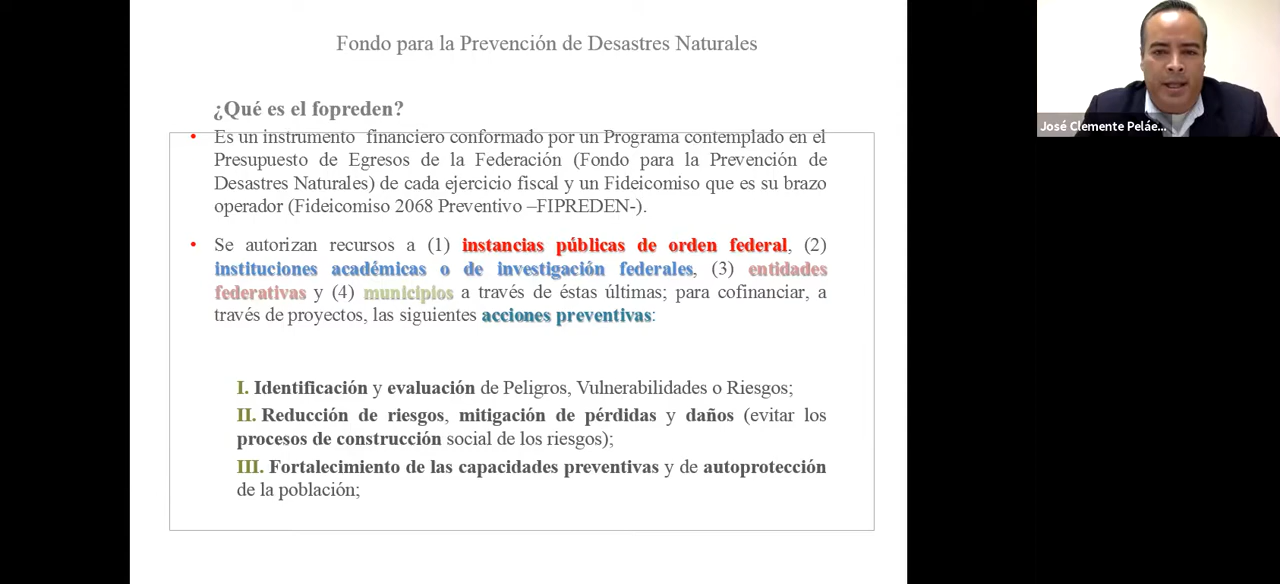 Fondo para la Prevención de Desastres Naturales
José Clemente Peláe...
¿Qué es el fopreden?
• Es un instrumento financiero conformado por un Programa contemplado en el
Presupuesto de Egresos de la Federación (Fondo para la Prevención de
Desastres Naturales) de cada ejercicio fiscal y un Fideicomiso que es su brazo
operador (Fideicomiso 2068 Preventivo –FIPREDEN-).
• Se autorizan recursos a (1) instancias públicas de orden federal, (2)
instituciones académicas o de investigación federales, (3) entidades
federativas y (4) municipios a través de éstas últimas; para cofinanciar, a
través de proyectos, las siguientes acciones preventivas:
I. Identificación y evaluación de Peligros, Vulnerabilidades o Riesgos;
II. Reducción de riesgos, mitigación de pérdidas y daños (evitar los
procesos de construcción social de los riesgos);
III. Fortalecimiento de las capacidades preventivas y de autoprotección
de la población;